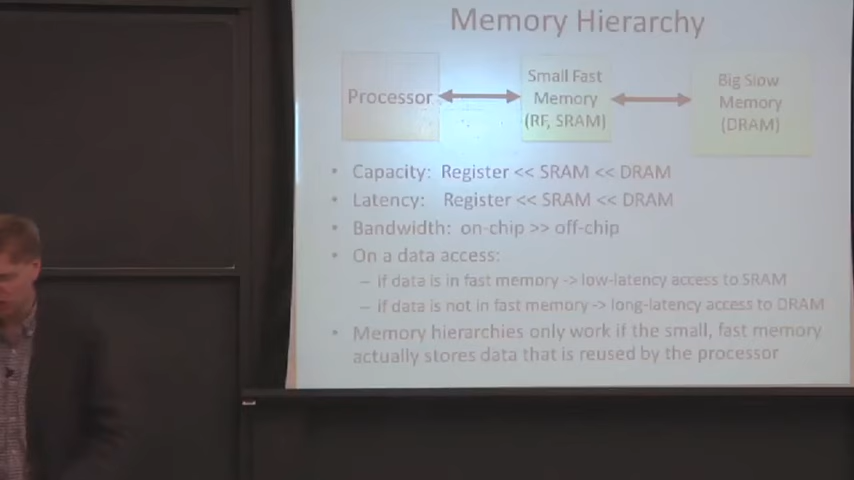 Memory Hierarchy
Processor
Small Fast
Memory
(RF, SRAM)
Big Slow
Memory
(DRAM)
• Capacity: Register << SRAM << DRAM
• Latency: Register << SRAM << DRAM
• Bandwidth: on-chip >> off-chip
• On a data access:
– if data is in fast memory -> low-latency access to SRAM
– if data is not in fast memory -> long-latency access to DRAM
• Memory hierarchies only work if the small, fast memory
actually stores data that is reused by the processor